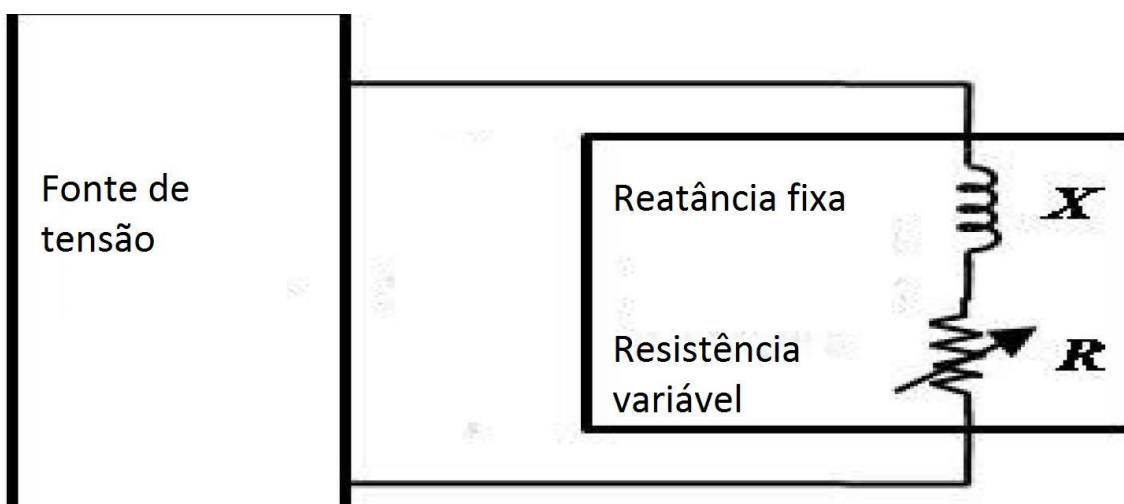 Fonte de
tensão
Reatância fixa
X
Resistência
variável
R